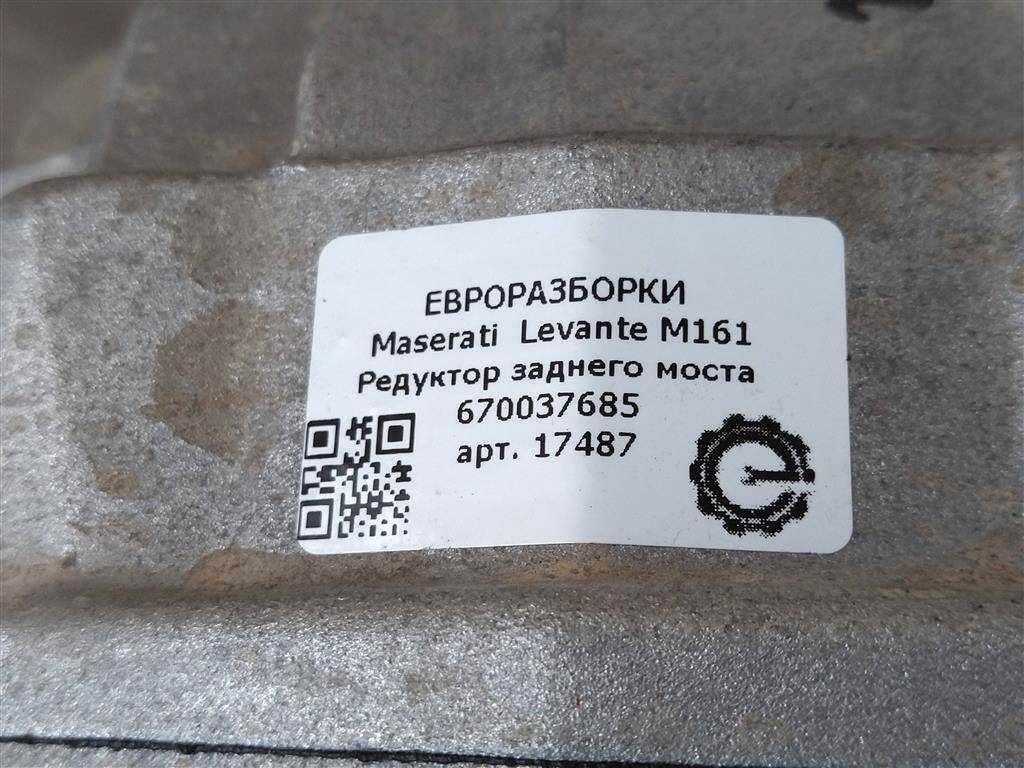 ЕВРОРАЗБОРКИ
Maserati Levante M161
Редуктор заднего моста
670037685
арт. 17487